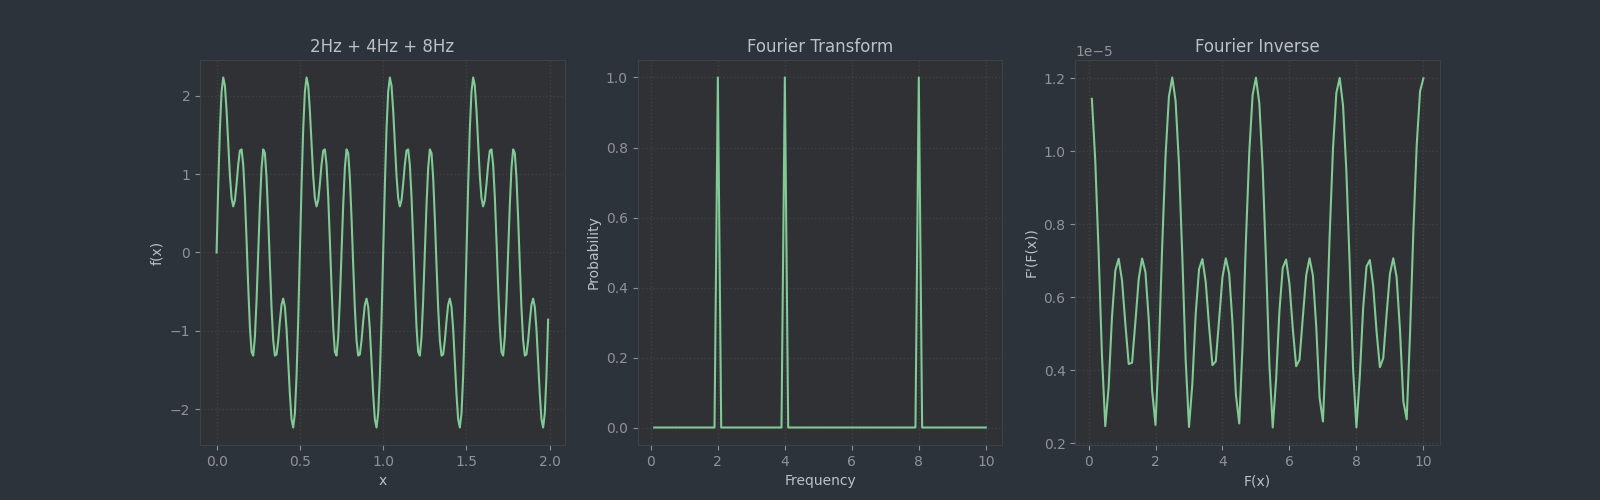 2Hz + 4Hz + 8Hz
f(x)
2
1
0
−1
−2
0.0 0.5 1.0 1.5 2.0
x
Fourier Transform
Probability
1.0
0.8
0.6
0.4
0.2
0.0
0 2 4 6 8 10
Frequency
Fourier Inverse
1e−5
F'(F(x))
1.2
1.0
0.8
0.6
0.4
0.2
0 2 4 6 8 10
F(x)